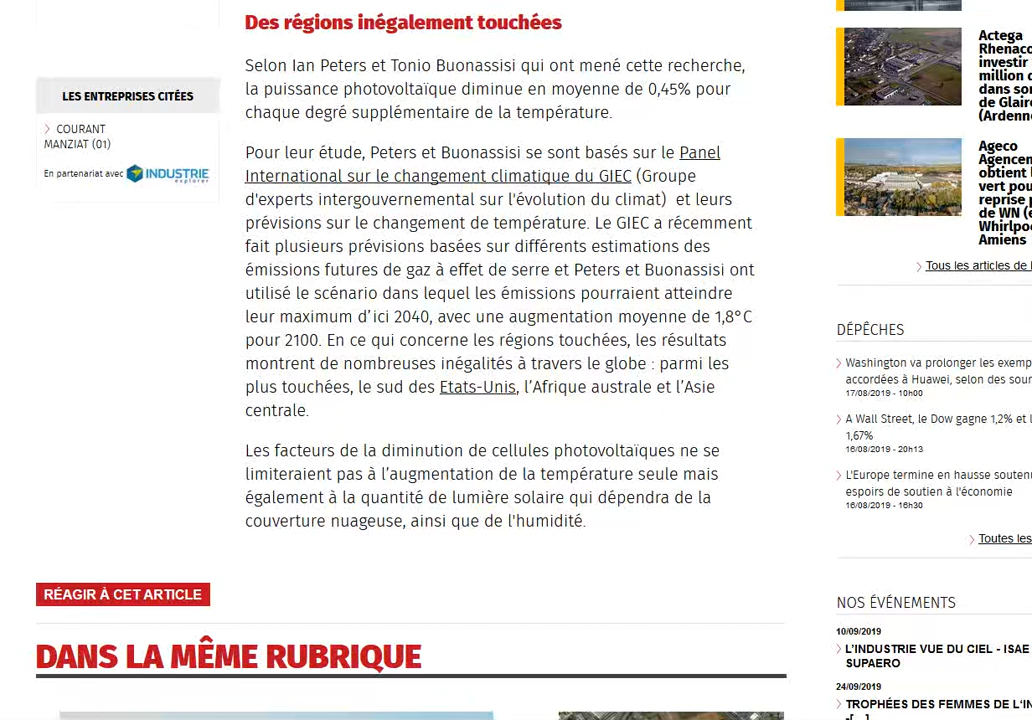 Des régions inégalement touchées
Selon Ian Peters et Tonio Buonassisi qui ont mené cette recherche,
la puissance photovoltaïque diminue en moyenne de 0,45% pour
chaque degré supplémentaire de la température.
Pour leur étude, Peters et Buonassisi se sont basés sur le Panel
International sur le changement climatique du GIEC (Groupe
d'experts intergouvernemental sur l'évolution du climat) et leurs
prévisions sur le changement de température. Le GIEC a récemment
fait plusieurs prévisions basées sur différents estimations des
émissions futures de gaz à effet de serre et Peters et Buonassisi ont
utilisé le scénario dans lequel les émissions pourraient atteindre
leur maximum d'ici 2040, avec une augmentation moyenne de 1,8°C
pour 2100. En ce qui concerne les régions touchées, les résultats
montrent de nombreuses inégalités à travers le globe : parmi les
plus touchées, le sud des Etats-Unis, l'Afrique australe et l'Asie
centrale.
Les facteurs de la diminution de cellules photovoltaïques ne se
limiteraient pas à l'augmentation de la température seule mais
également à la quantité de lumière solaire qui dépendra de la
couverture nuageuse, ainsi que de l'humidité.
LES ENTREPRISES CITÉES
COURANT
MANZIAT (01)
En partenariat avec INDUSTRIE
explorer
RÉAGIR À CET ARTICLE
DANS LA MÊME RUBRIQUE
Actega
Rhenaco
investir
million d
dans so
de Glaire
(Ardenn
Ageco
Agencem
obtient l
vert pou
reprise p
de WN (e
Whirlpo
Amiens
Tous les articles de
DÉPÊCHES
Washington va prolonger les exemp
accordées à Huawei, selon des sour
17/08/2019 - 10h00
A Wall Street, le Dow gagne 1,2% et l
1,67%
16/08/2019 - 20h13
L'Europe termine en hausse souten
espoirs de soutien à l'économie
16/08/2019 - 16h30
Toutes les
NOS ÉVÉNEMENTS
10/09/2019
L'INDUSTRIE VUE DU CIEL - ISAE
SUPAERO
24/09/2019
TROPHÉES DES FEMMES DE L'IN
-[...]